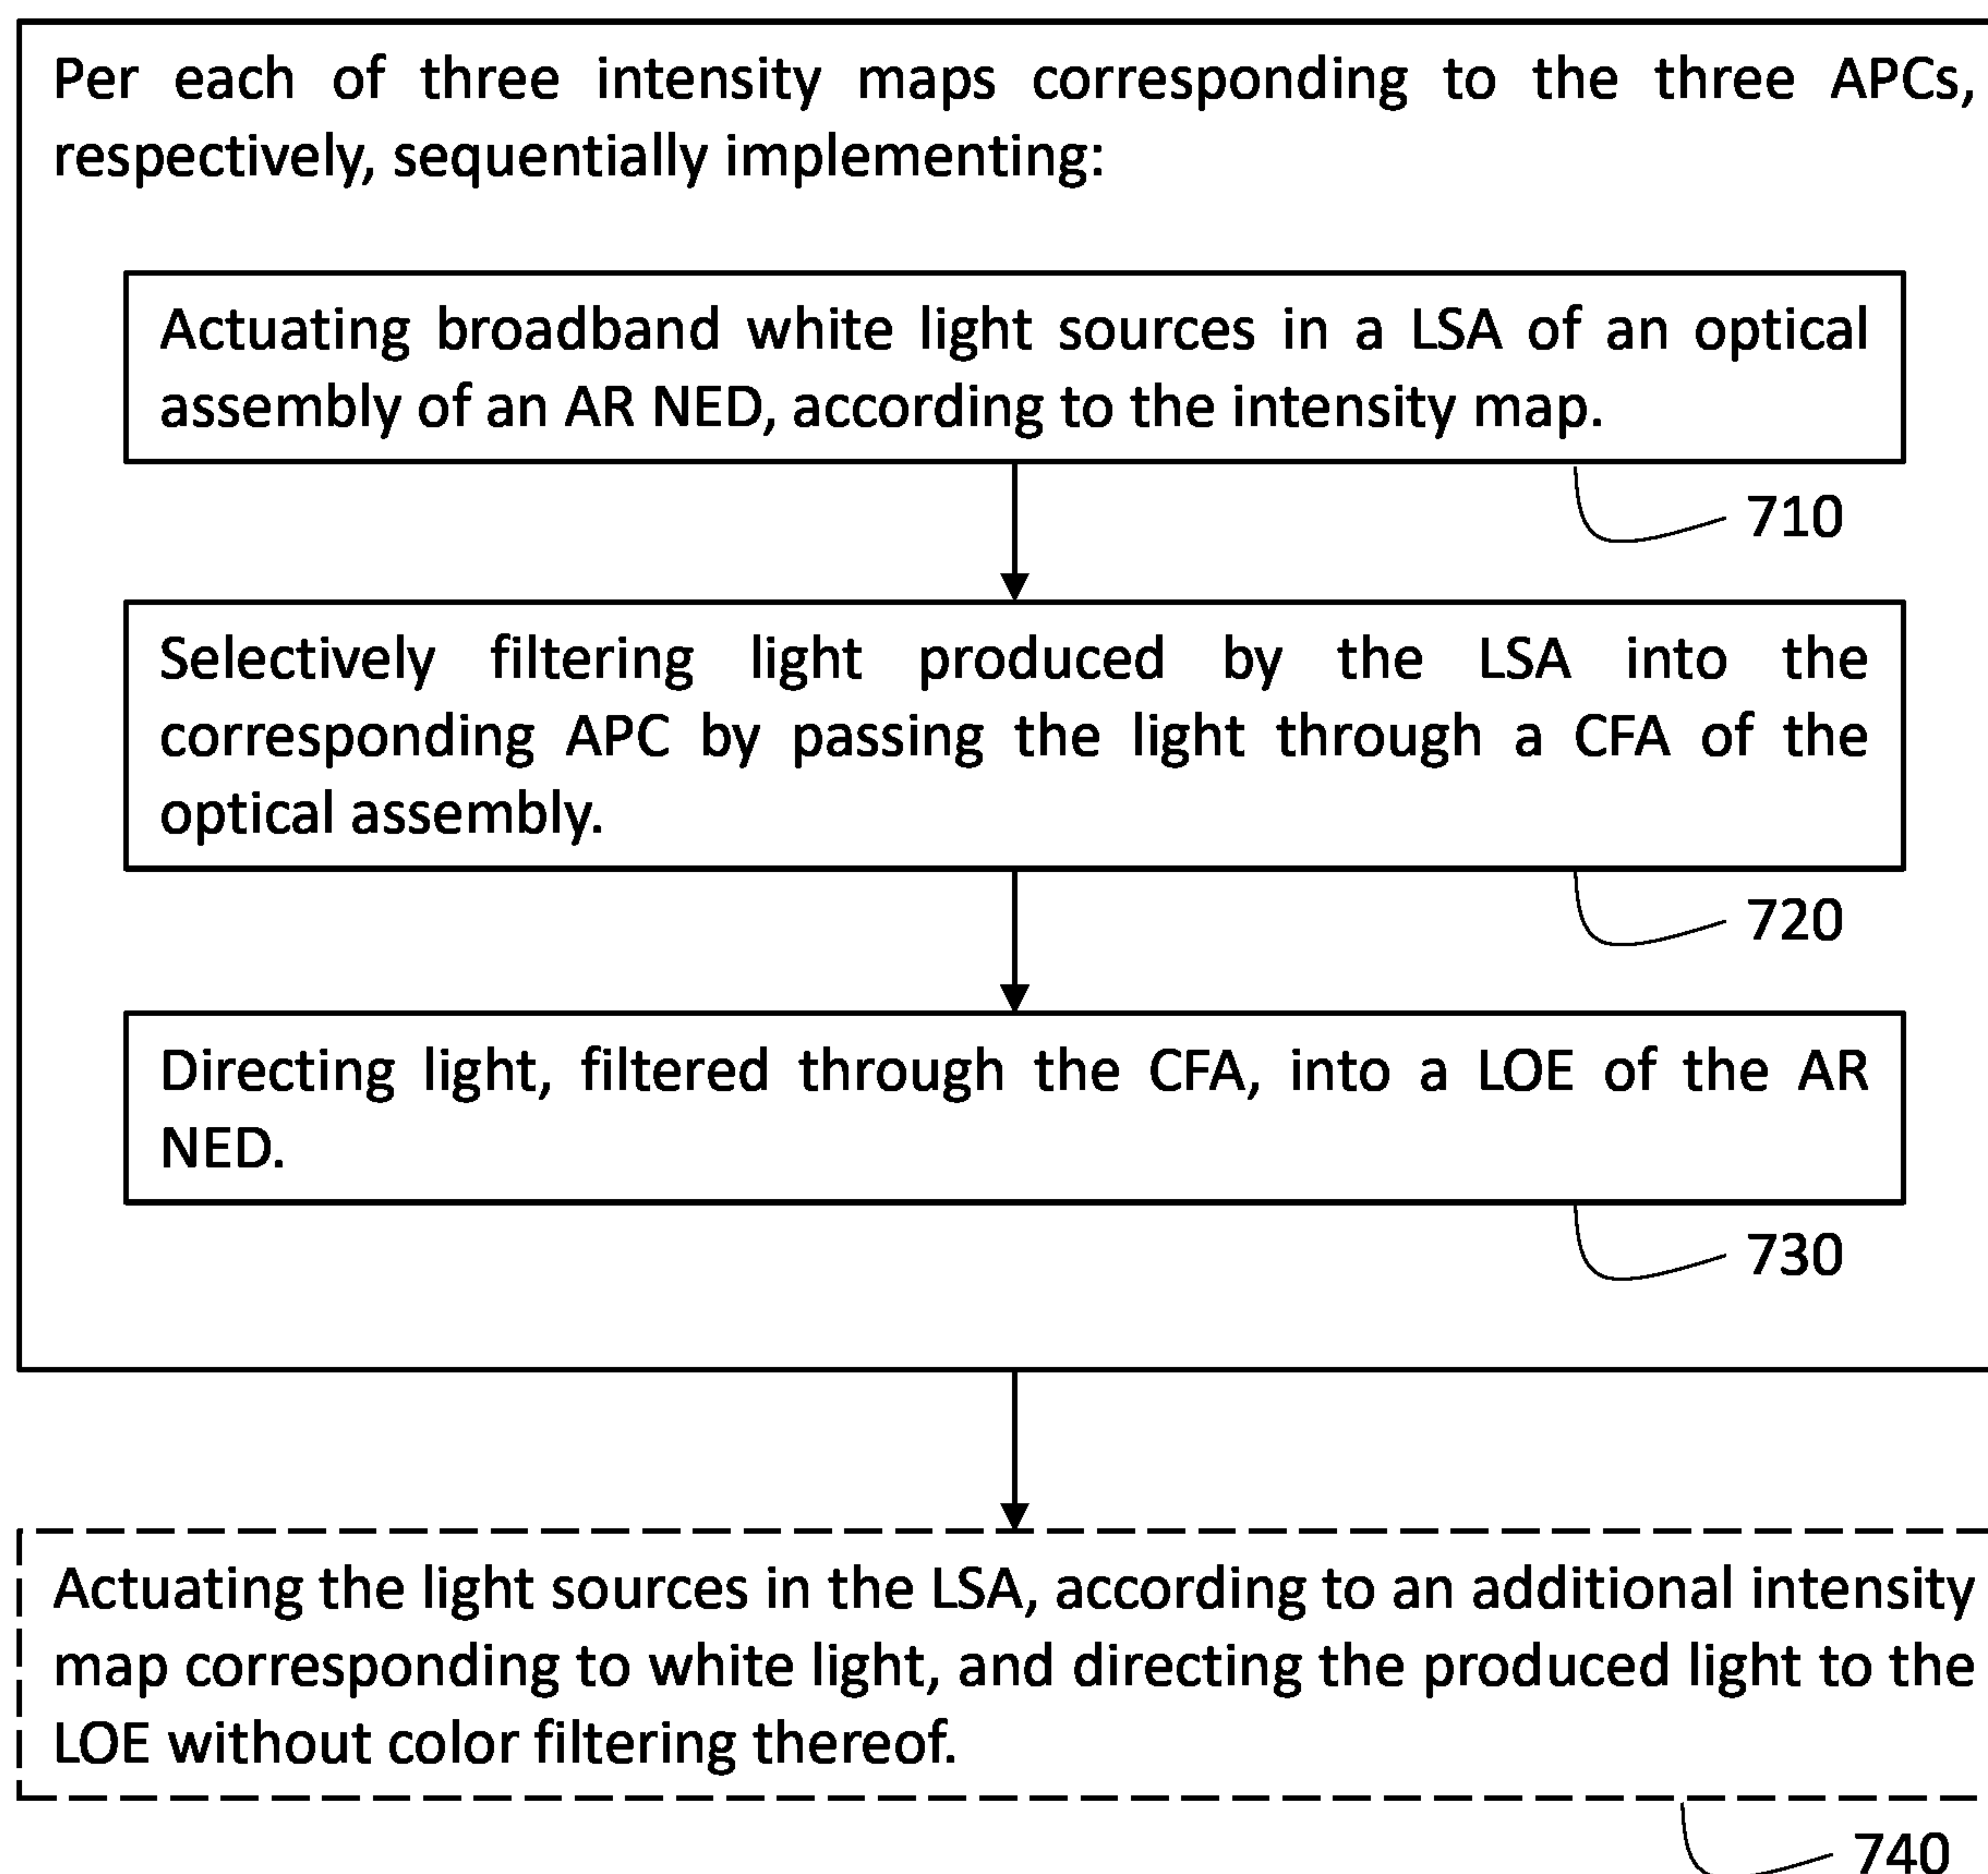 Per each of three intensity maps corresponding to the three APCs,
respectively, sequentially implementing:
Actuating broadband white light sources in a LSA of an optical
assembly of an AR NED, according to the intensity map.
710
Selectively filtering light produced by the LSA into the
corresponding APC by passing the light through a CFA of the
optical assembly.
720
Directing light, filtered through the CFA, into a LOE of the AR
NED.
730
Actuating the light sources in the LSA, according to an additional intensity
map corresponding to white light, and directing the produced light to the
LOE without color filtering thereof.
740